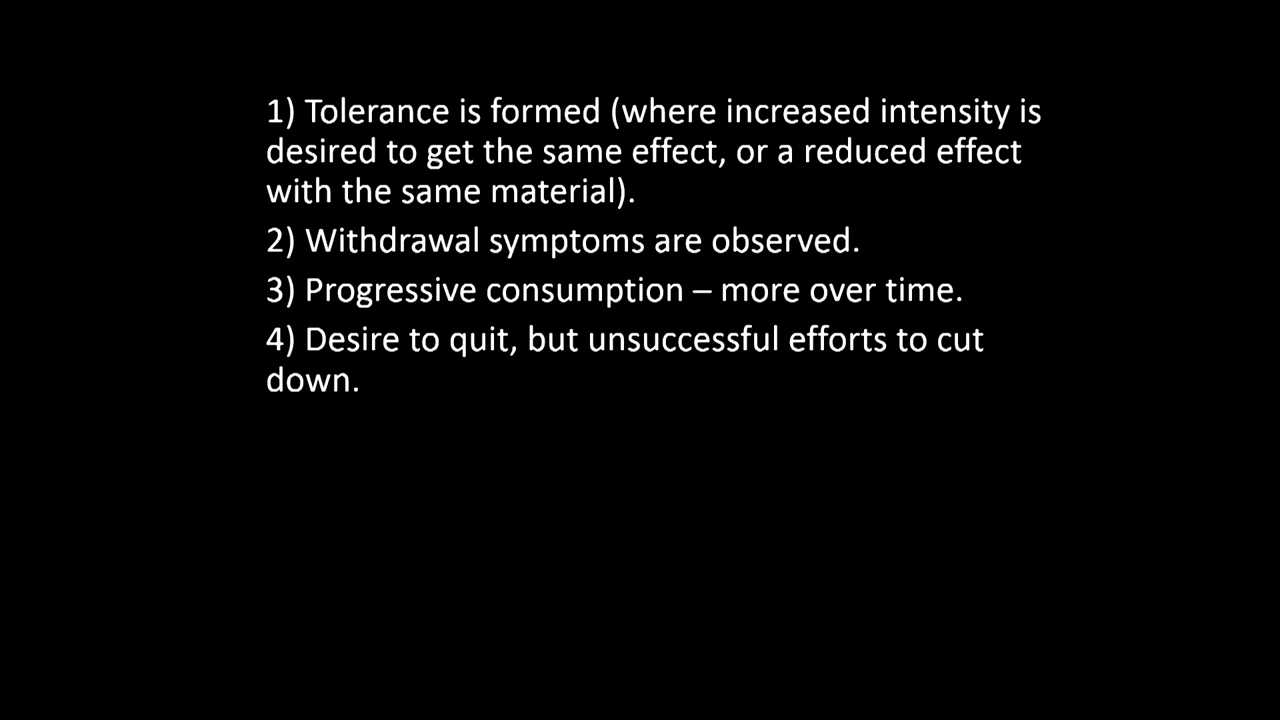 1) Tolerance is formed (where increased intensity is
desired to get the same effect, or a reduced effect
with the same material).
2) Withdrawal symptoms are observed.
3) Progressive consumption – more over time.
4) Desire to quit, but unsuccessful efforts to cut
down.